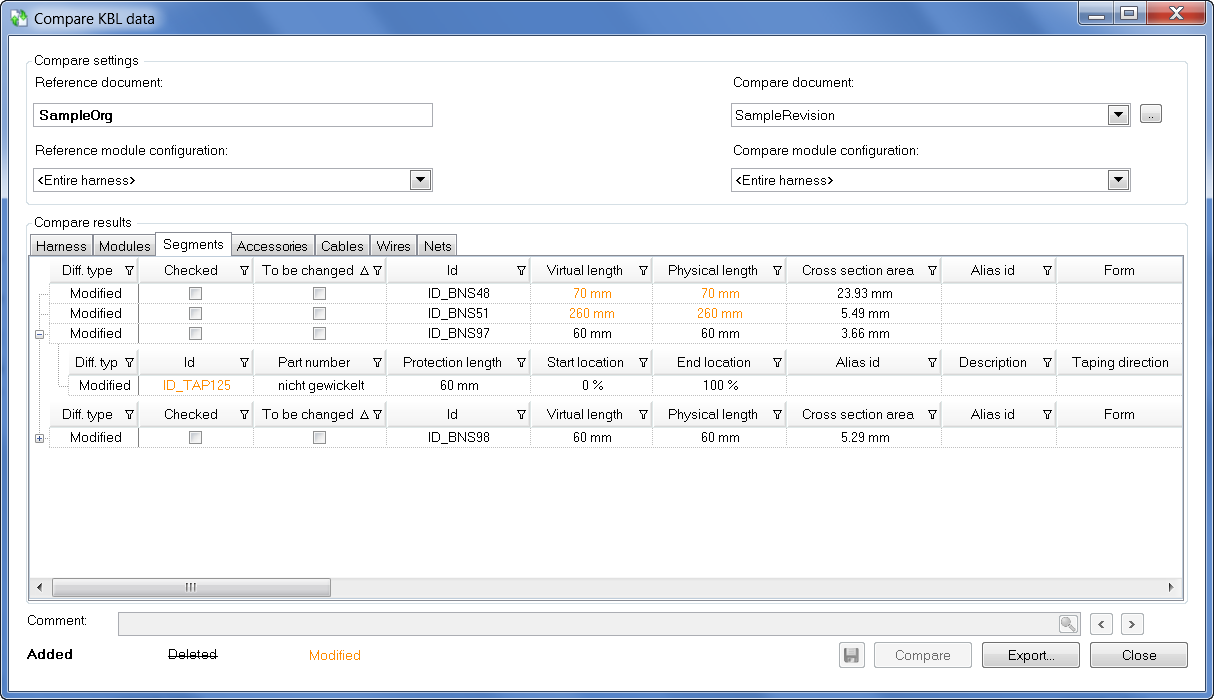 Compare KBL data
Compare settings
Reference document: Compare document:
SampleOrg SampleRevision ..
Reference module configuration: Compare module configuration:
<Entire harness> <Entire harness>
Compare results
Harness Modules Segments Accessories Cables Wires Nets
Diff. type Checked To be changed Id Virtual length Physical length Cross section area Alias id Form
Modified ID_BNS48 70 mm 70 mm 23.93 mm
Modified ID_BNS51 260 mm 260 mm 5.49 mm
Modified ID_BNS97 60 mm 60 mm 3.66 mm
Diff. typ Id Part number Protection length Start location End location Alias id Description Taping direction
Modified ID_TAP125 nicht gewickelt 60 mm 0 % 100 %
Diff. type Checked To be changed Id Virtual length Physical length Cross section area Alias id Form
Modified ID_BNS98 60 mm 60 mm 5.29 mm
Comment: < >
Added Deleted Modified Compare Export... Close